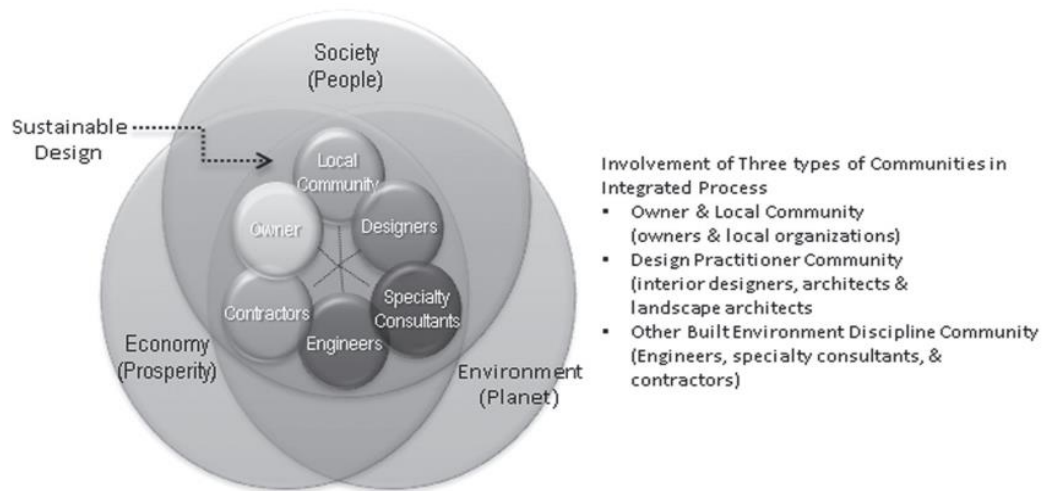 Society
(People)
Sustainable
Design
Local
Community
Owner
Designers
Contractors
Specialty
Consultants
Engineers
Economy
(Prosperity)
Environment
(Planet)
Involvement of Three types of Communities in
Integrated Process
▪ Owner & Local Community
(owners & local organizations)
▪ Design Practitioner Community
(interior designers, architects &
landscape architects
▪ Other Built Environment Discipline Community
(Engineers, specialty consultants, &
contractors)